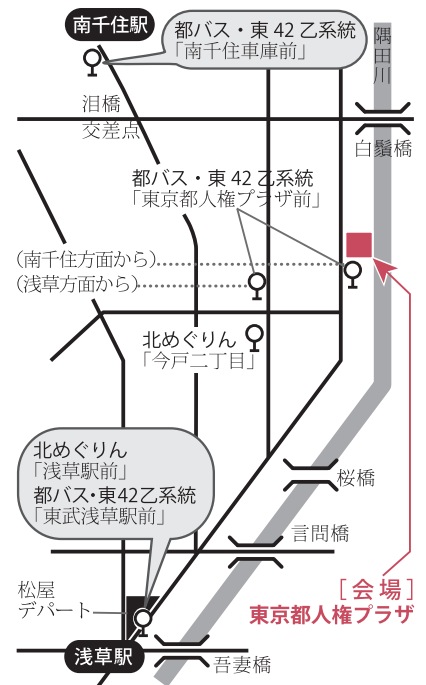 南千住駅
都バス・東 42 乙系統
「南千住車庫前」
隅田川
泪橋
交差点
白鬚橋
都バス・東 42 乙系統
「東京都人権プラザ前」
（南千住方面から）
（浅草方面から）
北めぐりん
「今戸二丁目」
北めぐりん
「浅草駅前」
都バス・東42乙系統
「東武浅草駅前」
桜橋
言問橋
松屋
デパート
［会場］
東京都人権プラザ
浅草駅
吾妻橋